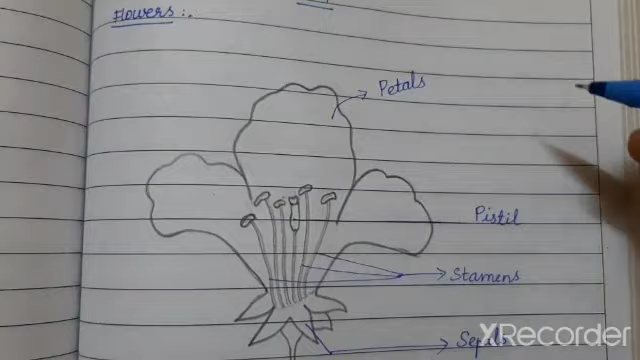 Flowers :.
Petals
Pistil
Stamens
Sepals
XRecorder